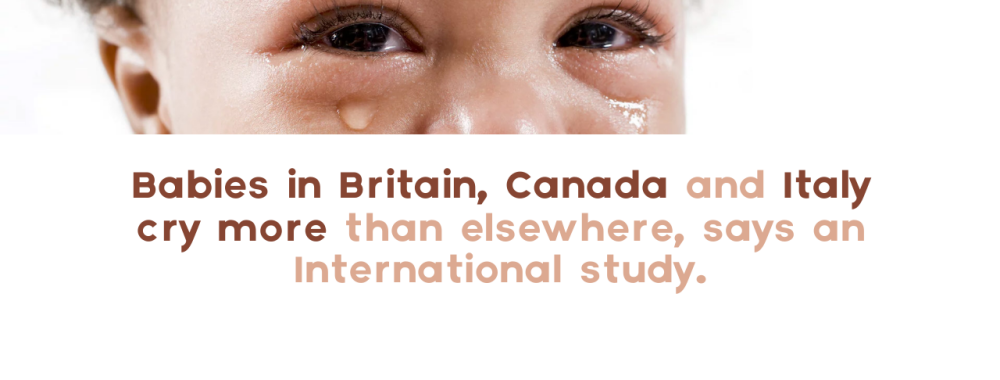 Babies in Britain, Canada and Italy
cry more than elsewhere, says an
International study.